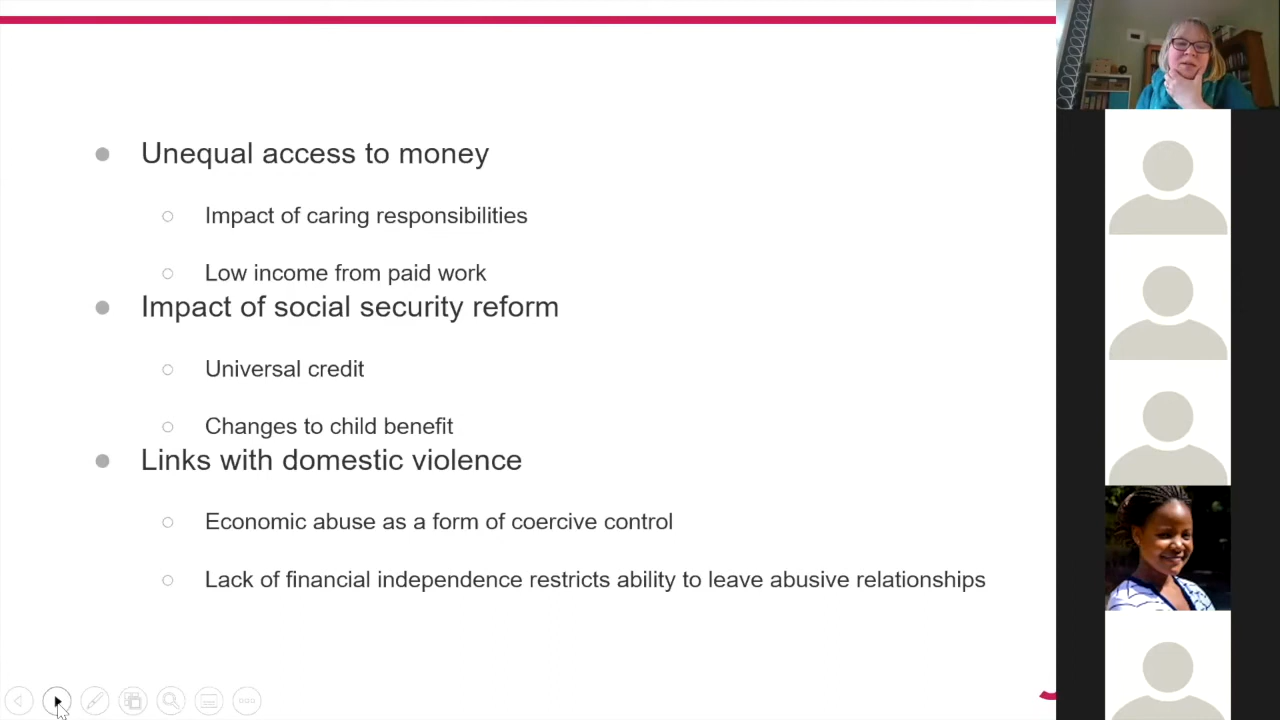 Unequal access to money
Impact of caring responsibilities
Low income from paid work
Impact of social security reform
Universal credit
Changes to child benefit
Links with domestic violence
Economic abuse as a form of coercive control
Lack of financial independence restricts ability to leave abusive relationships